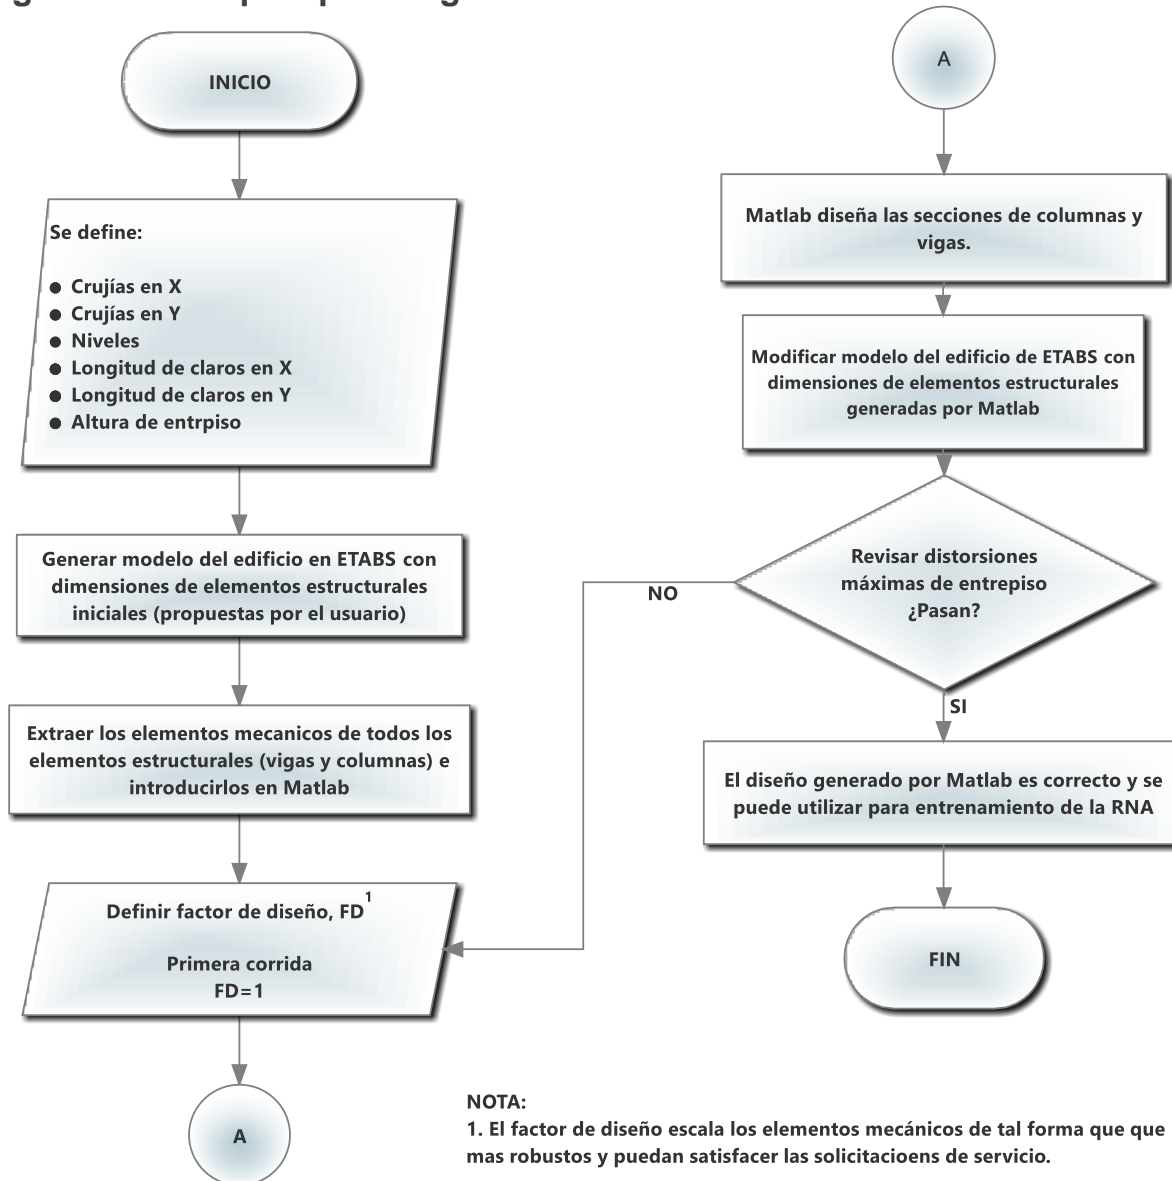 INICIO
Se define:
● Crujías en X
● Crujías en Y
● Niveles
● Longitud de claros en X
● Longitud de claros en Y
● Altura de entrpiso
Generar modelo del edificio en ETABS con
dimensiones de elementos estructurales
iniciales (propuestas por el usuario)
Extraer los elementos mecanicos de todos los
elementos estructurales (vigas y columnas) e
introducirlos en Matlab
Definir factor de diseño, FD¹
Primera corrida
FD=1
A
A
Matlab diseña las secciones de columnas y
vigas.
Modificar modelo del edificio de ETABS con
dimensiones de elementos estructurales
generadas por Matlab
Revisar distorsiones
máximas de entrepiso
¿Pasan?
NO
SI
El diseño generado por Matlab es correcto y se
puede utilizar para entrenamiento de la RNA
FIN
NOTA:
1. El factor de diseño escala los elementos mecánicos de tal forma que que
mas robustos y puedan satisfacer las solicitacioens de servicio.